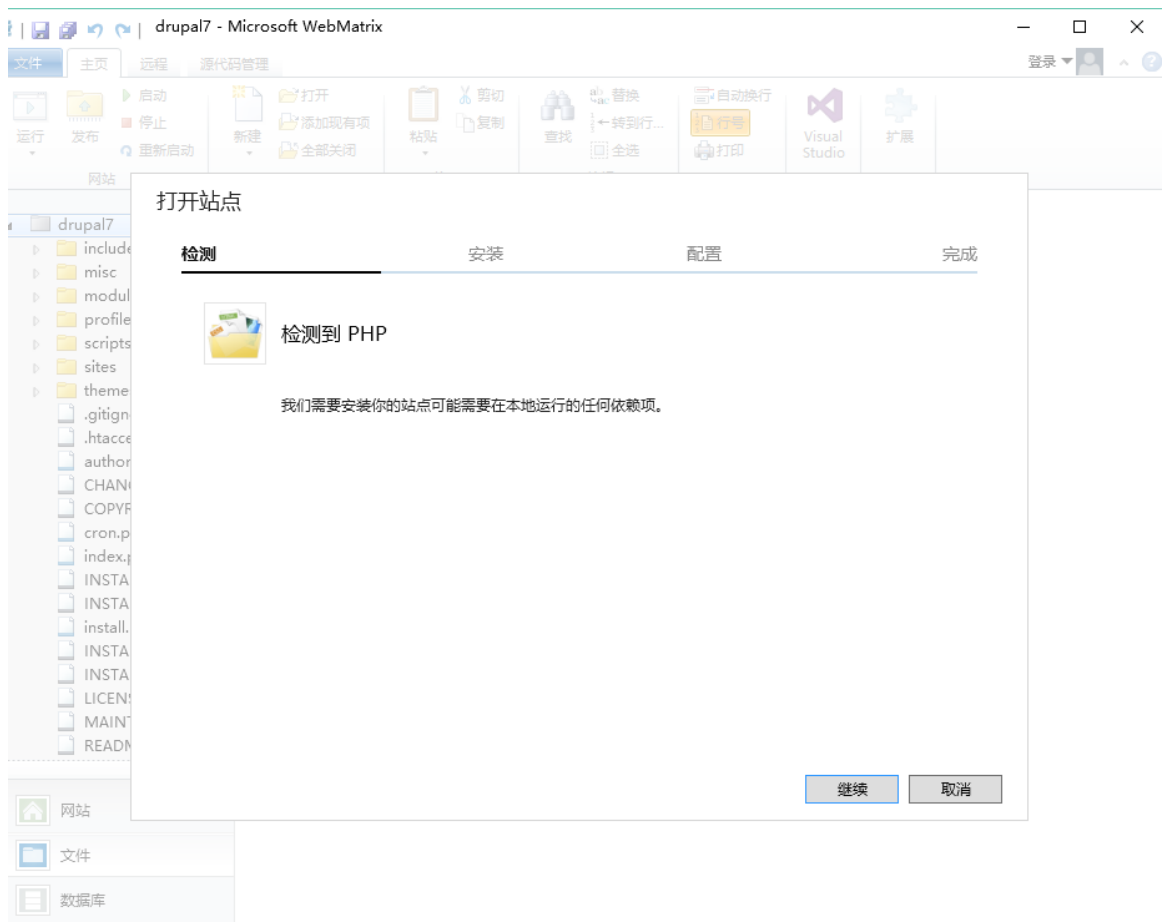 drupal7 - Microsoft WebMatrix
文件 主页 远程 源代码管理 登录
启动 打开 剪切 替换 自动换行
停止 添加现有项 复制 转到行... 行号
运行 发布 新建 粘贴 查找 Visual Studio 扩展
重新启动 全部关闭 全选 打印
网站
打开站点
drupal7
检测 安装 配置 完成
include
misc
modul
profile
检测到 PHP
scripts
sites
theme
我们需要安装你的站点可能需要在本地运行的任何依赖项。
.gitign
.htacce
author
CHAN
COPYR
cron.p
index.p
INSTA
INSTA
install.
INSTA
INSTA
LICENS
MAINT
READM
继续 取消
网站
文件
数据库